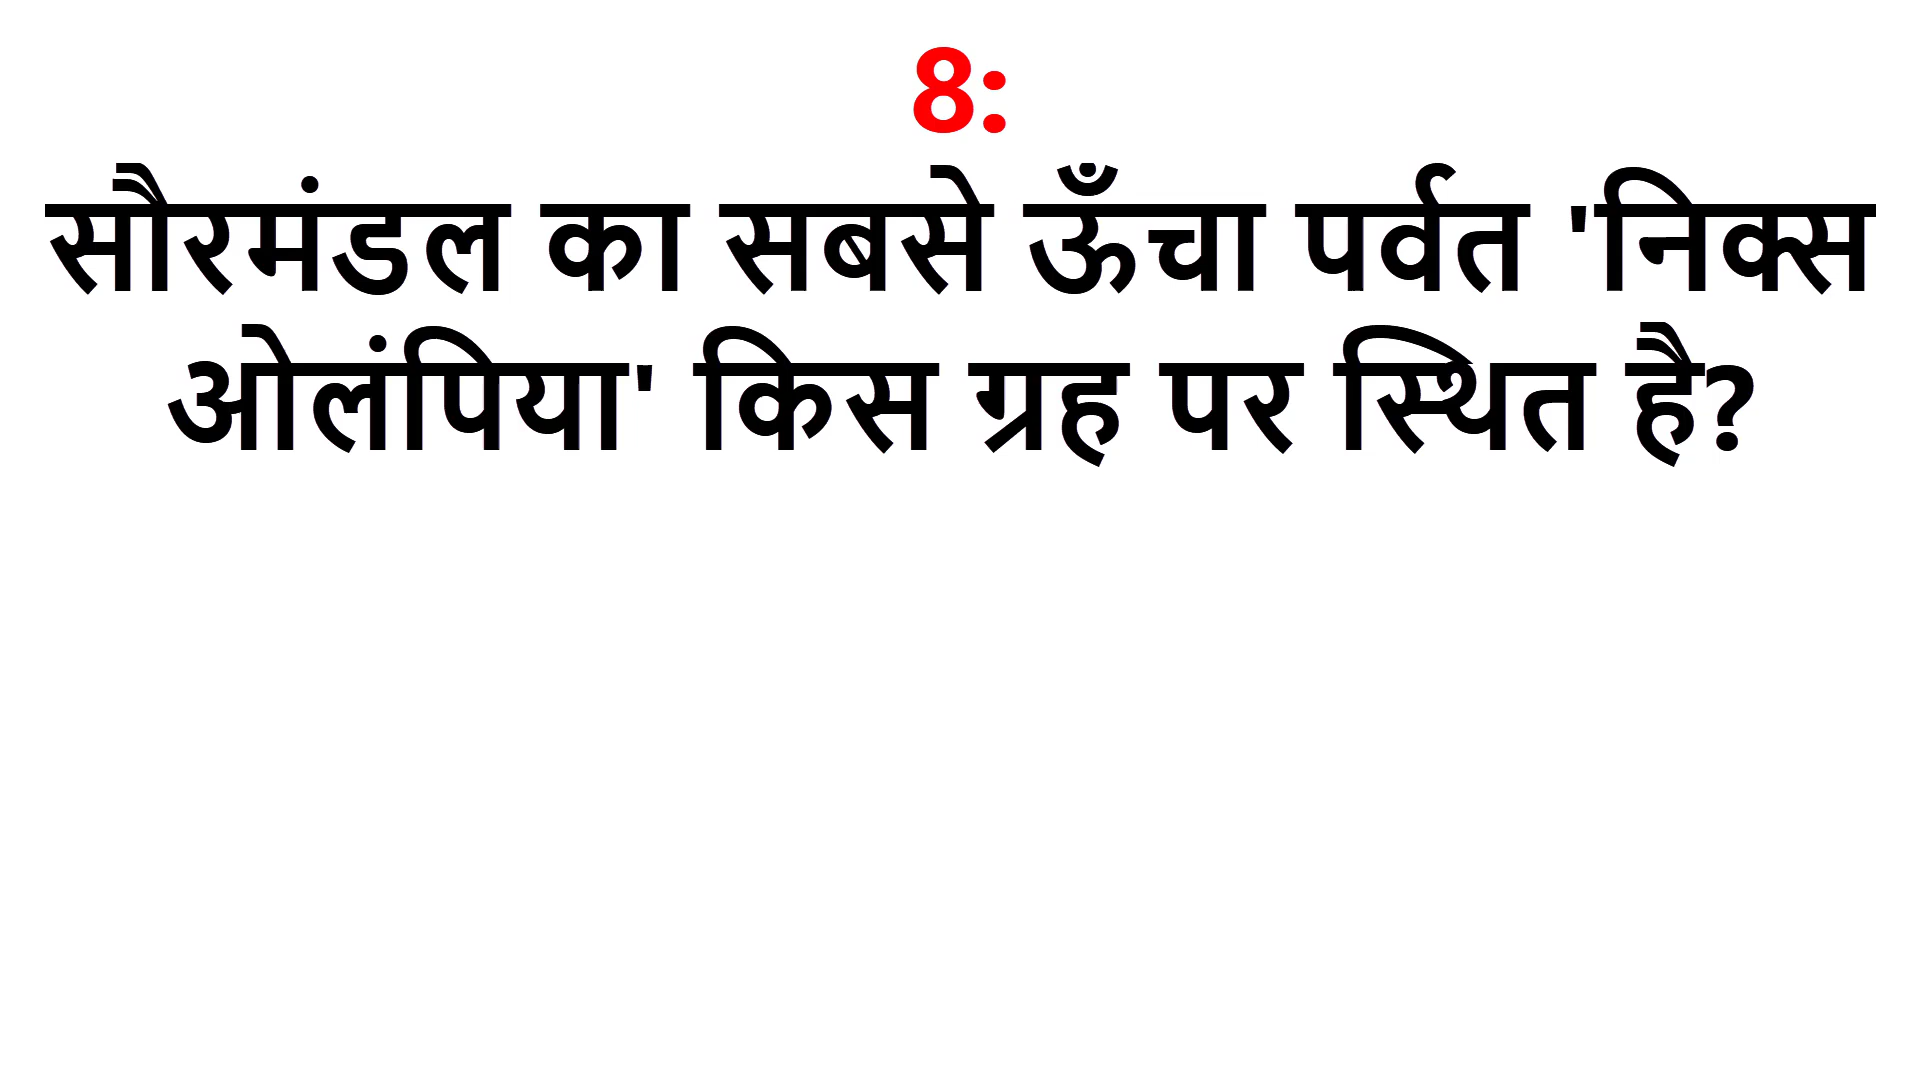 8:
सौरमंडल का सबसे ऊँचा पर्वत 'निक्स
ओलंपिया' किस ग्रह पर स्थित है?